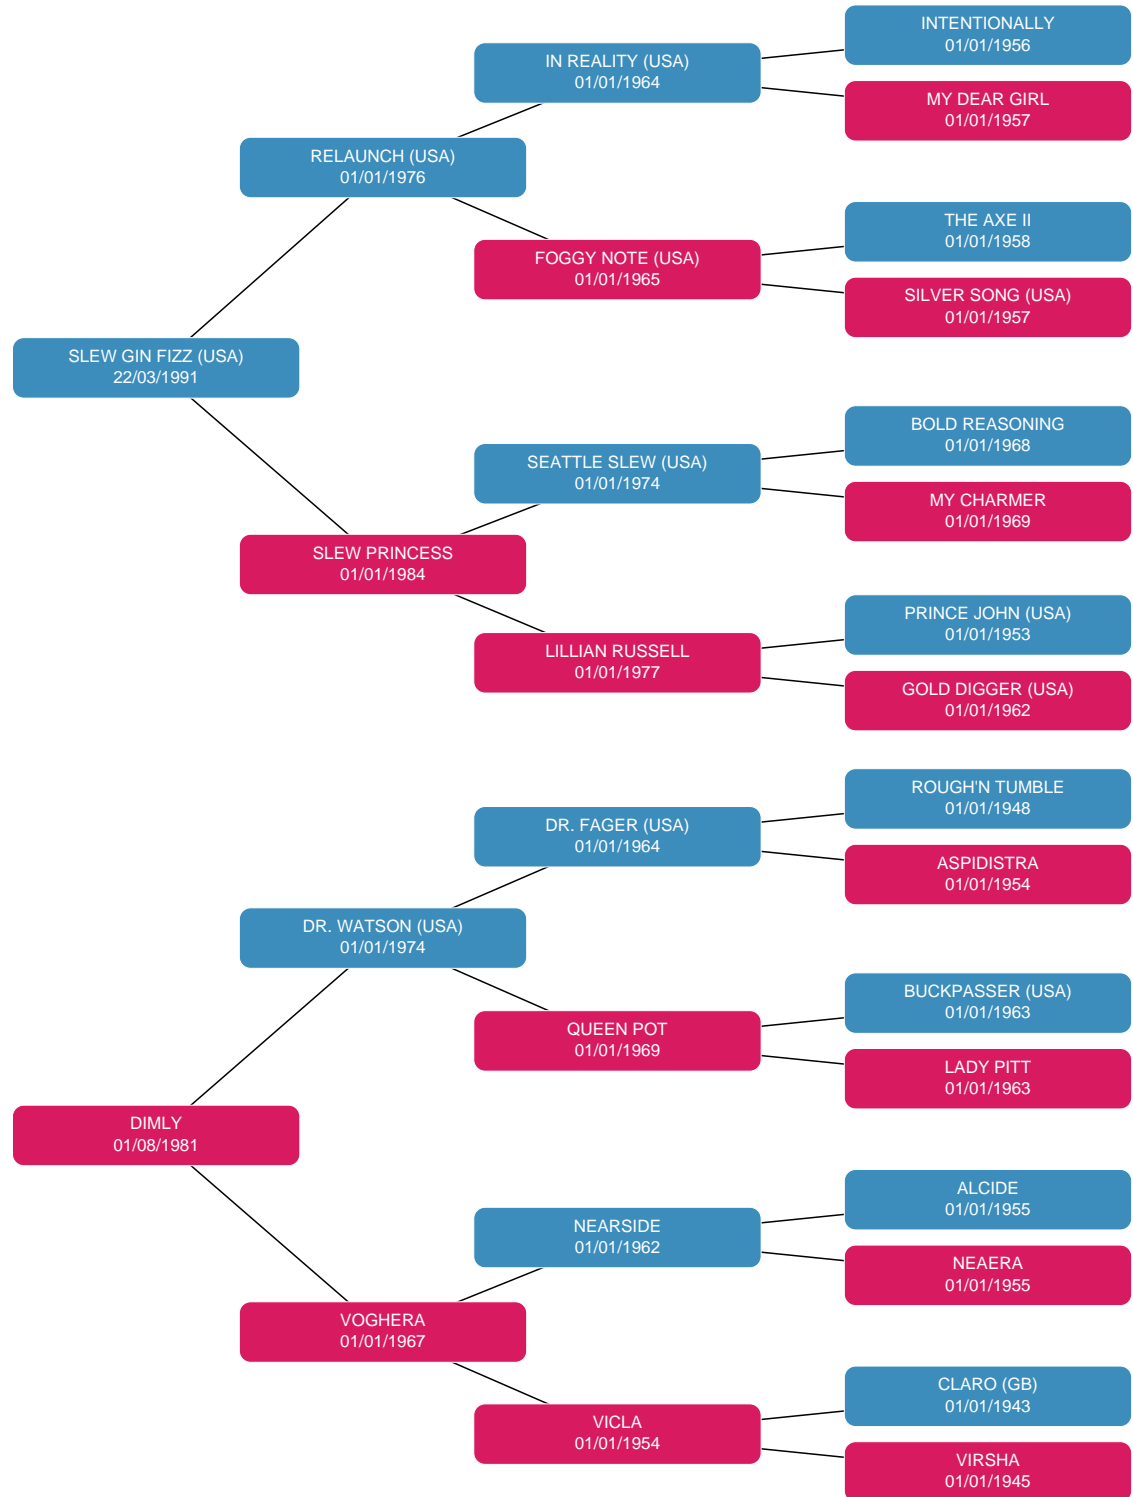 INTENTIONALLY
01/01/1956
IN REALITY (USA)
01/01/1964
MY DEAR GIRL
01/01/1957
RELAUNCH (USA)
01/01/1976
THE AXE II
01/01/1958
FOGGY NOTE (USA)
01/01/1965
SILVER SONG (USA)
01/01/1957
SLEW GIN FIZZ (USA)
22/03/1991
BOLD REASONING
01/01/1968
SEATTLE SLEW (USA)
01/01/1974
MY CHARMER
01/01/1969
SLEW PRINCESS
01/01/1984
PRINCE JOHN (USA)
01/01/1953
LILLIAN RUSSELL
01/01/1977
GOLD DIGGER (USA)
01/01/1962
ROUGH'N TUMBLE
01/01/1948
DR. FAGER (USA)
01/01/1964
ASPIDISTRA
01/01/1954
DR. WATSON (USA)
01/01/1974
BUCKPASSER (USA)
01/01/1963
QUEEN POT
01/01/1969
LADY PITT
01/01/1963
DIMLY
01/08/1981
ALCIDE
01/01/1955
NEARSIDE
01/01/1962
NEAERA
01/01/1955
VOGHERA
01/01/1967
CLARO (GB)
01/01/1943
VICLA
01/01/1954
VIRSHA
01/01/1945